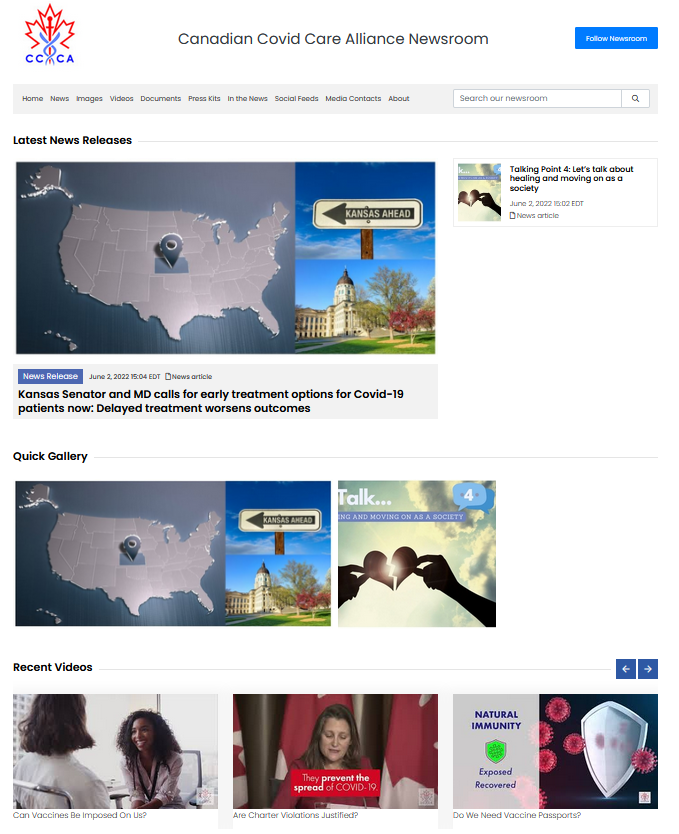 CC CA
Canadian Covid Care Alliance Newsroom
Follow Newsroom
Home News Images Videos Documents Press Kits In the News Social Feeds Media Contacts About
Search our newsroom
Latest News Releases
KANSAS AHEAD
News Release June 2, 2022 15:04 EDT News article
Kansas Senator and MD calls for early treatment options for Covid-19
patients now: Delayed treatment worsens outcomes
Talking Point 4: Let's talk about
healing and moving on as a
society
June 2, 2022 15:02 EDT
News article
Quick Gallery
KANSAS AHEAD
Talk...
4
ING AND MOVING ON AS A SOCIETY
Recent Videos
They prevent the
spread of COVID-19.
NATURAL
IMMUNITY
Exposed
Recovered
Can Vaccines Be Imposed On Us?
Are Charter Violations Justified?
Do We Need Vaccine Passports?